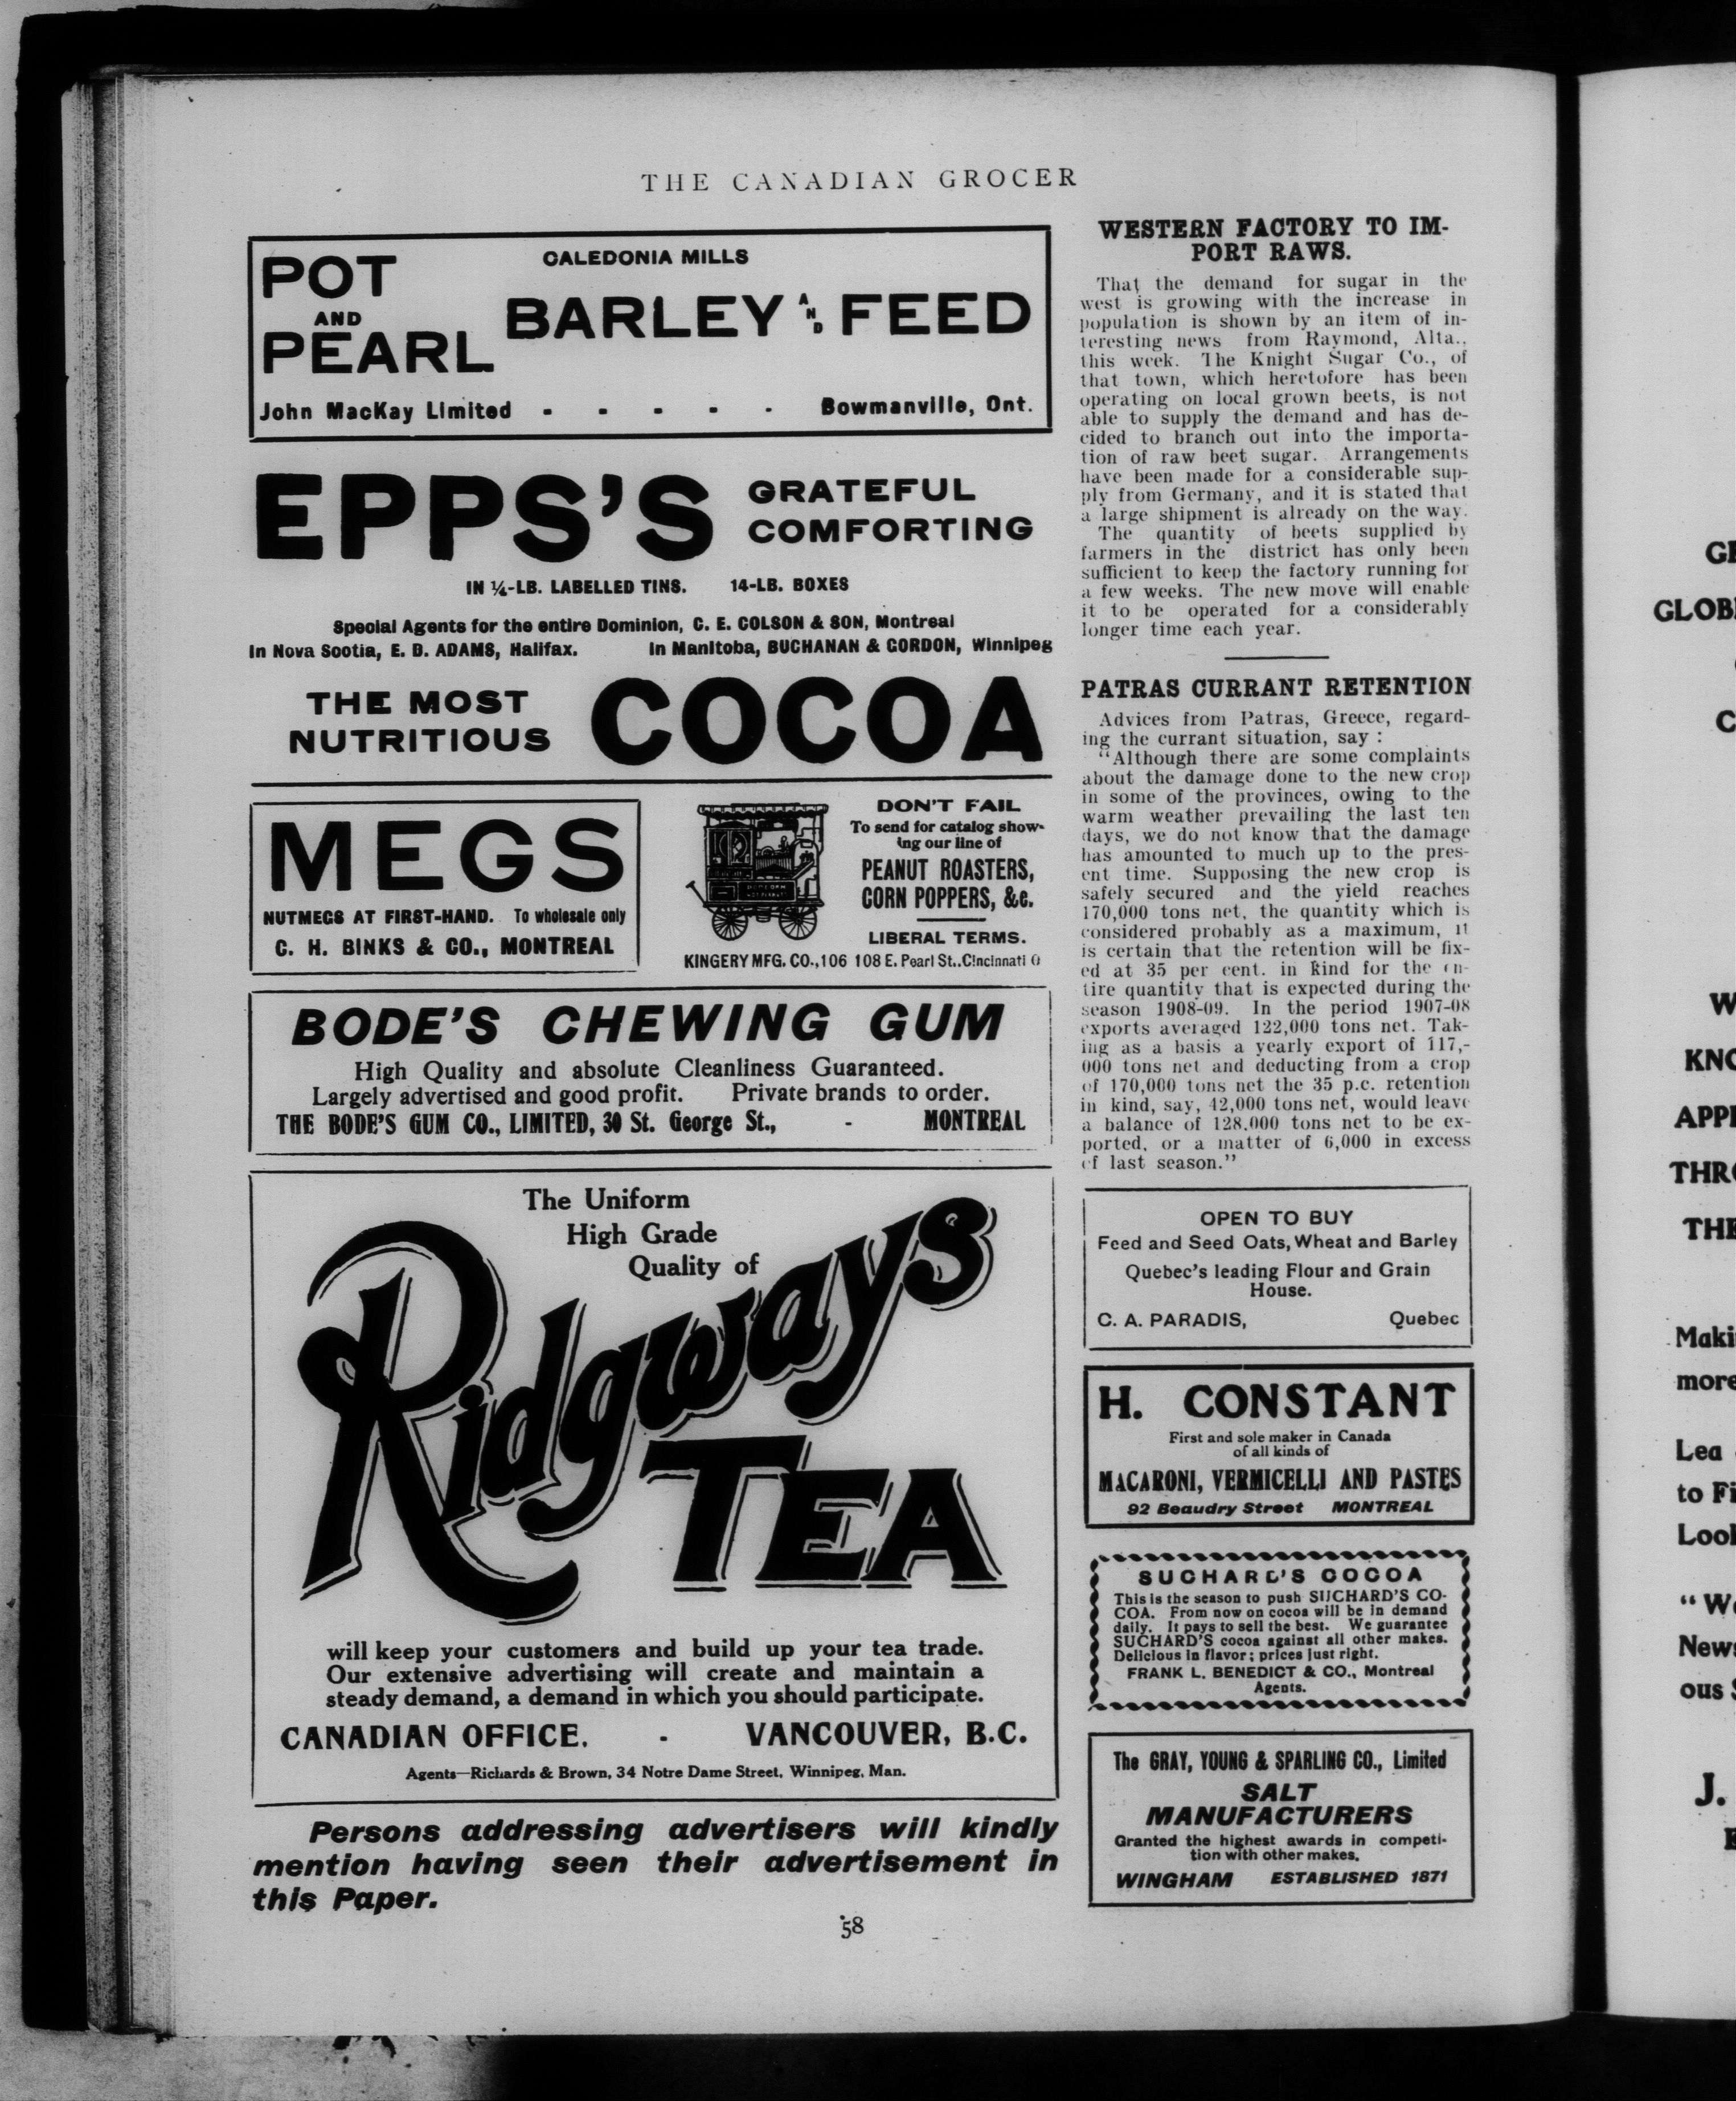 THE CANADIAN GROCER
CALEDONIA MILLS
POT
AND
PEARL
BARLEY AND FEED
John MacKay Limited - - - - - Bowmanville, Ont.
EPPS'S
GRATEFUL
COMFORTING
IN ¼-LB. LABELLED TINS. 14-LB. BOXES
Special Agents for the entire Dominion, C. E. COLSON & SON, Montreal
In Nova Scotia, E. D. ADAMS, Halifax. In Manitoba, BUCHANAN & GORDON, Winnipeg
THE MOST
NUTRITIOUS
COCOA
MEGS
NUTMEGS AT FIRST-HAND. To wholesale only
C. H. BINKS & CO., MONTREAL
DON'T FAIL
To send for catalog show-
ing our line of
PEANUT ROASTERS,
CORN POPPERS, &c.
LIBERAL TERMS.
KINGERY MFG. CO., 106 108 E. Pearl St., Cincinnati O
BODE'S CHEWING GUM
High Quality and absolute Cleanliness Guaranteed.
Largely advertised and good profit. Private brands to order.
THE BODE'S GUM CO., LIMITED, 30 St. George St., - MONTREAL
The Uniform
High Grade
Quality of
Ridgways
TEA
will keep your customers and build up your tea trade.
Our extensive advertising will create and maintain a
steady demand, a demand in which you should participate.
CANADIAN OFFICE. - VANCOUVER, B.C.
Agents—Richards & Brown, 34 Notre Dame Street, Winnipeg, Man.
Persons addressing advertisers will kindly
mention having seen their advertisement in
this Paper.
WESTERN FACTORY TO IM-
PORT RAWS.
That the demand for sugar in the
west is growing with the increase in
population is shown by an item of in-
teresting news from Raymond, Alta.,
this week. The Knight Sugar Co., of
that town, which heretofore has been
operating on local grown beets, is not
able to supply the demand and has de-
cided to branch out into the importa-
tion of raw beet sugar. Arrangements
have been made for a considerable sup-
ply from Germany, and it is stated that
a large shipment is already on the way.
The quantity of beets supplied by
farmers in the district has only been
sufficient to keep the factory running for
a few weeks. The new move will enable
it to be operated for a considerably
longer time each year.
PATRAS CURRANT RETENTION
Advices from Patras, Greece, regard-
ing the currant situation, say :
"Although there are some complaints
about the damage done to the new crop
in some of the provinces, owing to the
warm weather prevailing the last ten
days, we do not know that the damage
has amounted to much up to the pres-
ent time. Supposing the new crop is
safely secured and the yield reaches
170,000 tons net, the quantity which is
considered probably as a maximum, it
is certain that the retention will be fix-
ed at 35 per cent. in kind for the en-
tire quantity that is expected during the
season 1908-09. In the period 1907-08
exports averaged 122,000 tons net. Tak-
ing as a basis a yearly export of 117,-
000 tons net and deducting from a crop
of 170,000 tons net the 35 p.c. retention
in kind, say, 42,000 tons net, would leave
a balance of 128,000 tons net to be ex-
ported, or a matter of 6,000 in excess
of last season."
OPEN TO BUY
Feed and Seed Oats, Wheat and Barley
Quebec's leading Flour and Grain
House.
C. A. PARADIS, Quebec
H. CONSTANT
First and sole maker in Canada
of all kinds of
MACARONI, VERMICELLI AND PASTES
92 Beaudry Street MONTREAL
SUCHARD'S COCOA
This is the season to push SUCHARD'S CO-
COA. From now on cocoa will be in demand
daily. It pays to sell the best. We guarantee
SUCHARD'S cocoa against all other makes.
Delicious in flavor; prices just right.
FRANK L. BENEDICT & CO., Montreal
Agents.
The GRAY, YOUNG & SPARLING CO., Limited
SALT
MANUFACTURERS
Granted the highest awards in competi-
tion with other makes.
WINGHAM ESTABLISHED 1871
58
Maki
more
Lea
to Fi
"We
ous
J.